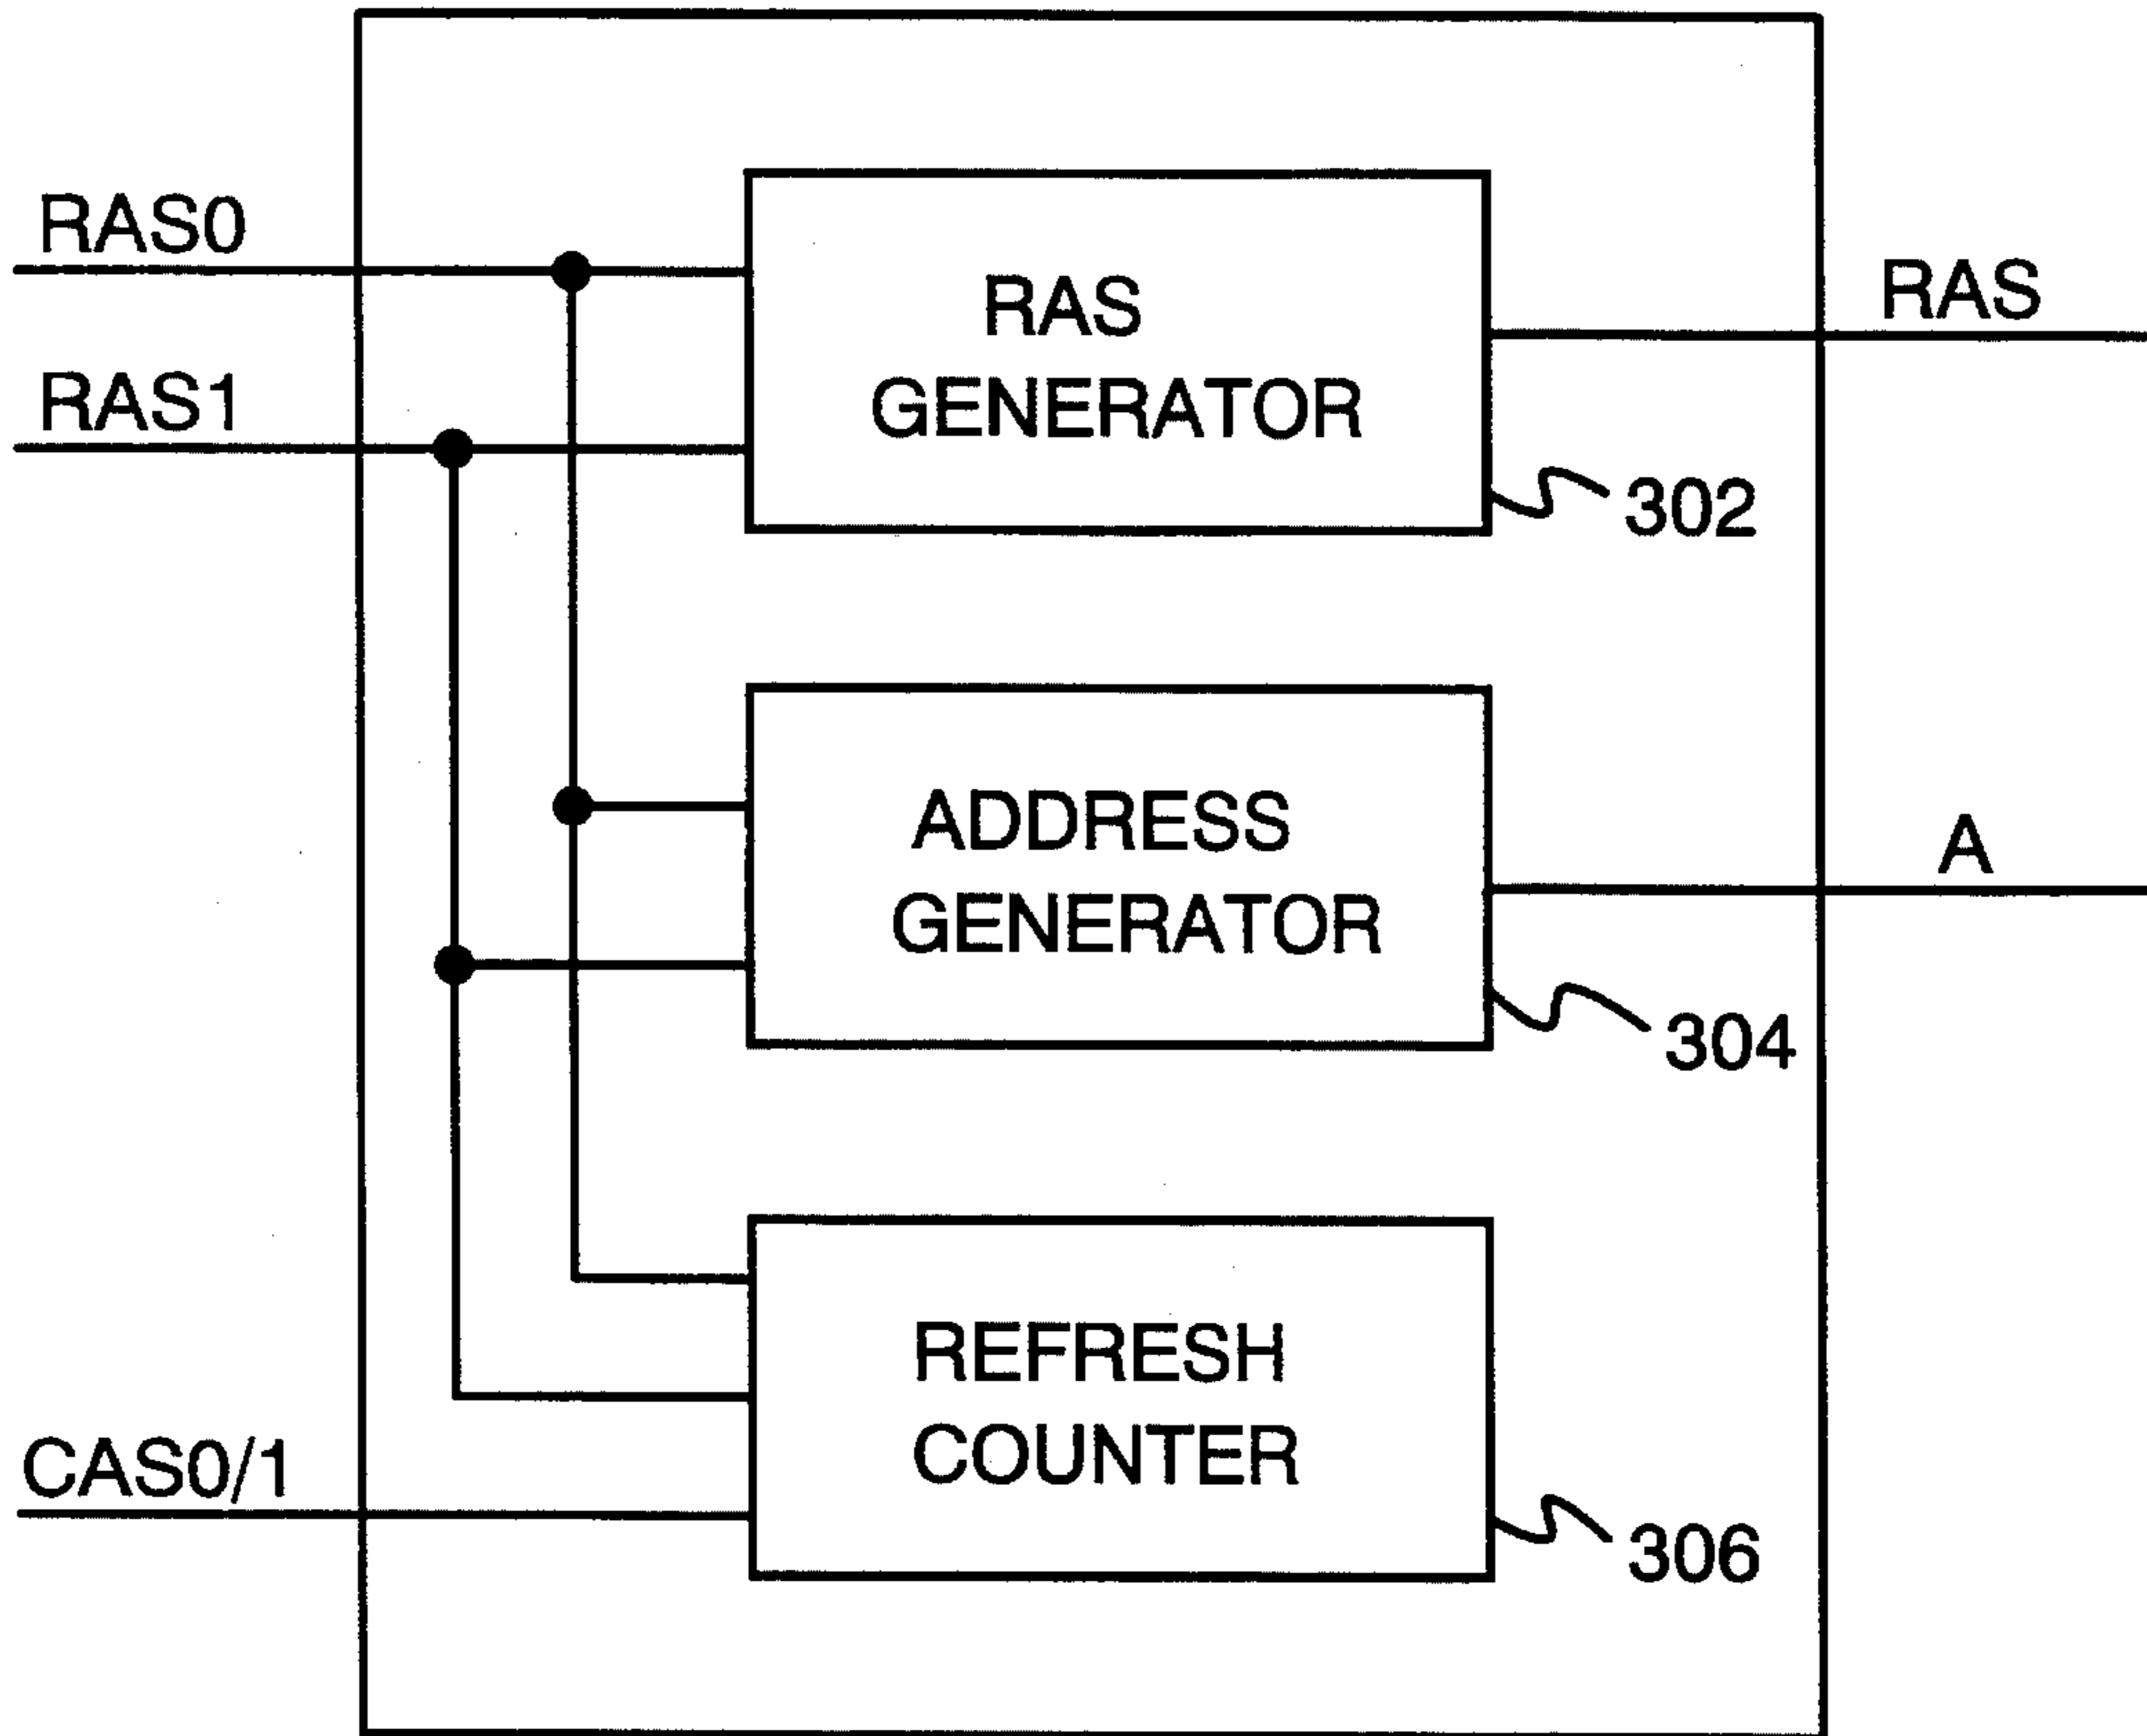 RAS0
RAS
GENERATOR
RAS
RAS1
302
ADDRESS
GENERATOR
A
304
REFRESH
COUNTER
CAS0/1
306